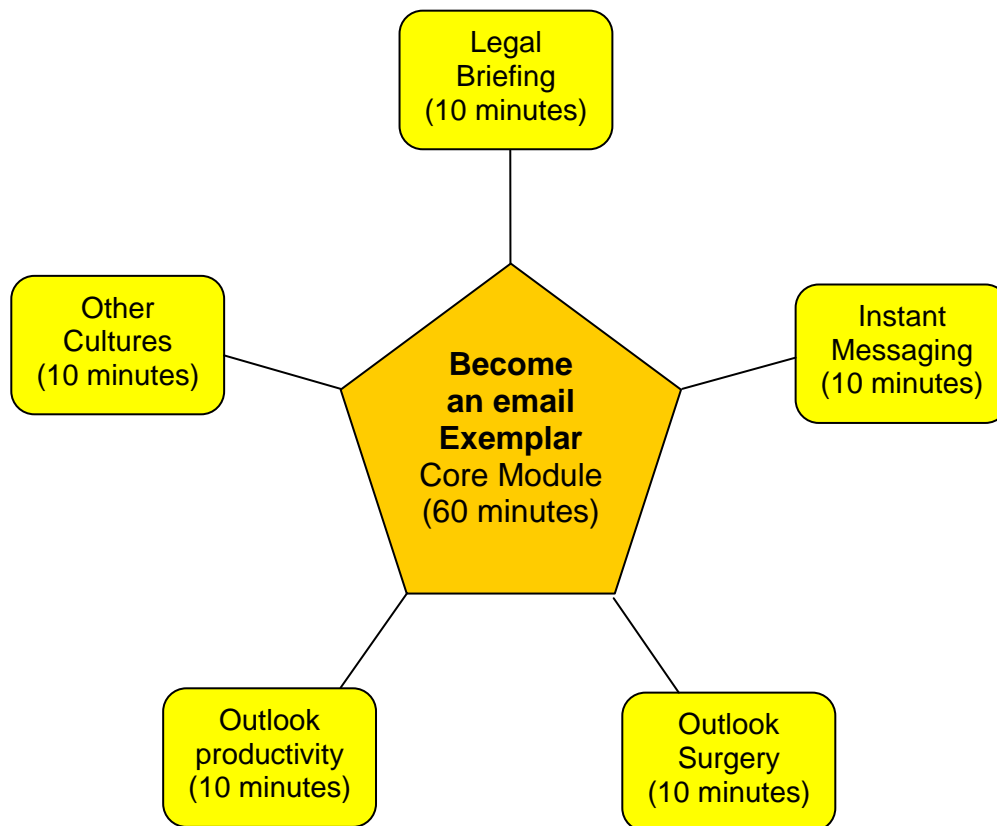 Legal
Briefing
(10 minutes)
Other
Cultures
(10 minutes)
Instant
Messaging
(10 minutes)
Become
an email
Exemplar
Core Module
(60 minutes)
Outlook
productivity
(10 minutes)
Outlook
Surgery
(10 minutes)